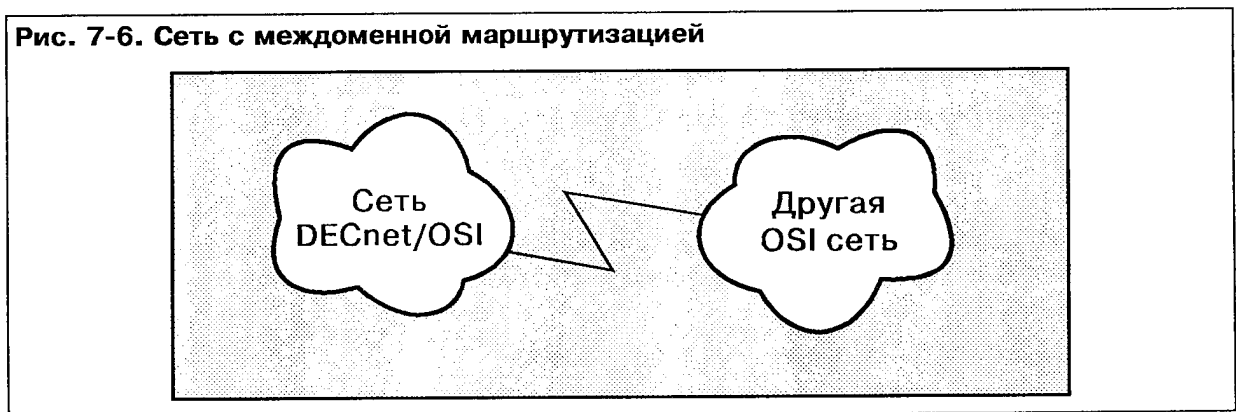 Рис. 7-6. Сеть с междоменной маршрутизацией
Сеть
DECnet/OSI
Другая
OSI сеть